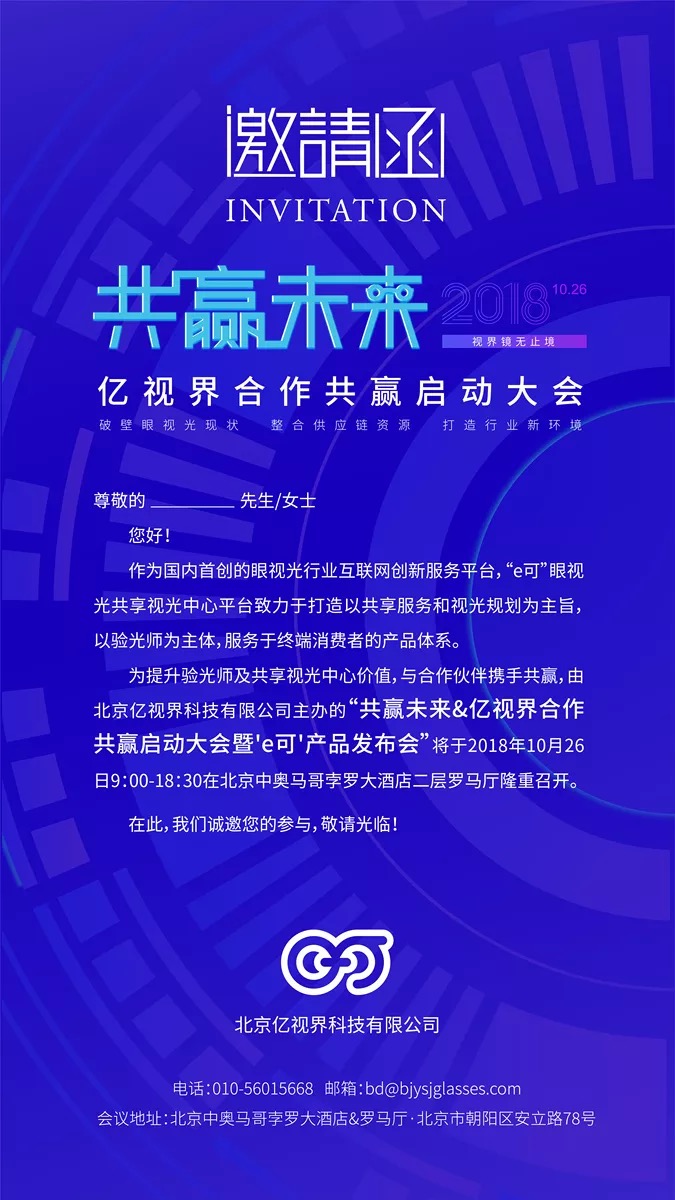 邀請函
INVITATION
共赢未来 2018 10.26
视界镜无止境
亿视界合作共赢启动大会
破壁眼视光现状 整合供应链资源 打造行业新环境
尊敬的 ________ 先生/女士
您好！
作为国内首创的眼视光行业互联网创新服务平台，“e可”眼视
光共享视光中心平台致力于打造以共享服务和视光规划为主旨，
以验光师为主体，服务于终端消费者的产品体系。
为提升验光师及共享视光中心价值，与合作伙伴携手共赢，由
北京亿视界科技有限公司主办的“共赢未来&亿视界合作
共赢启动大会暨'e可'产品发布会”将于2018年10月26
日9：00-18：30在北京中奥马哥孛罗大酒店二层罗马厅隆重召开。
在此，我们诚邀您的参与，敬请光临！
北京亿视界科技有限公司
电话：010-56015668 邮箱：bd@bjysjglasses.com
会议地址：北京中奥马哥孛罗大酒店&罗马厅·北京市朝阳区安立路78号